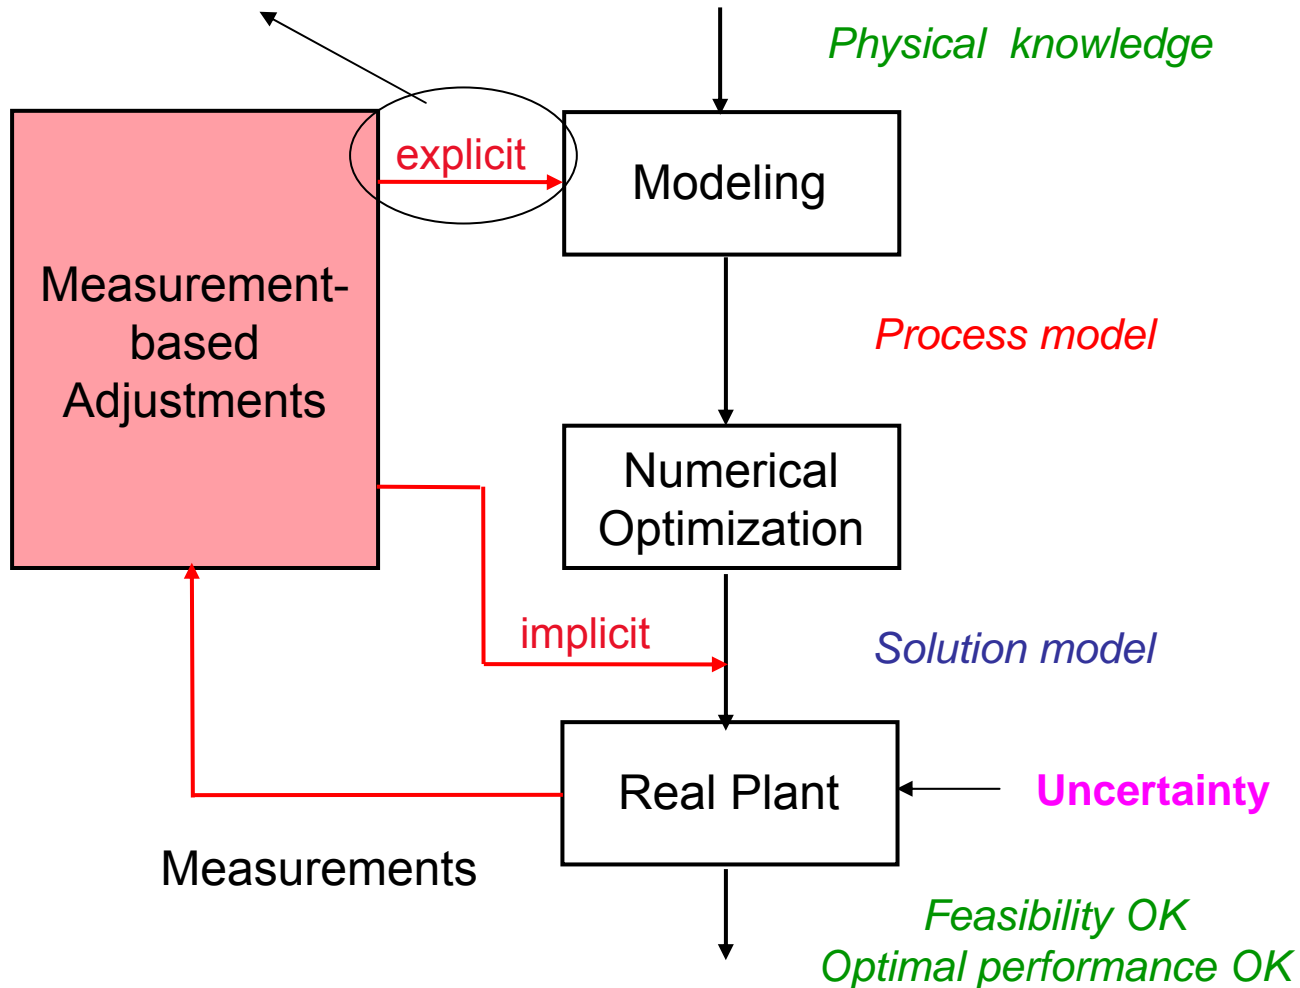 Physical knowledge
explicit
Modeling
Measurement-
based
Adjustments
Process model
Numerical
Optimization
implicit
Solution model
Real Plant
Uncertainty
Measurements
Feasibility OK
Optimal performance OK